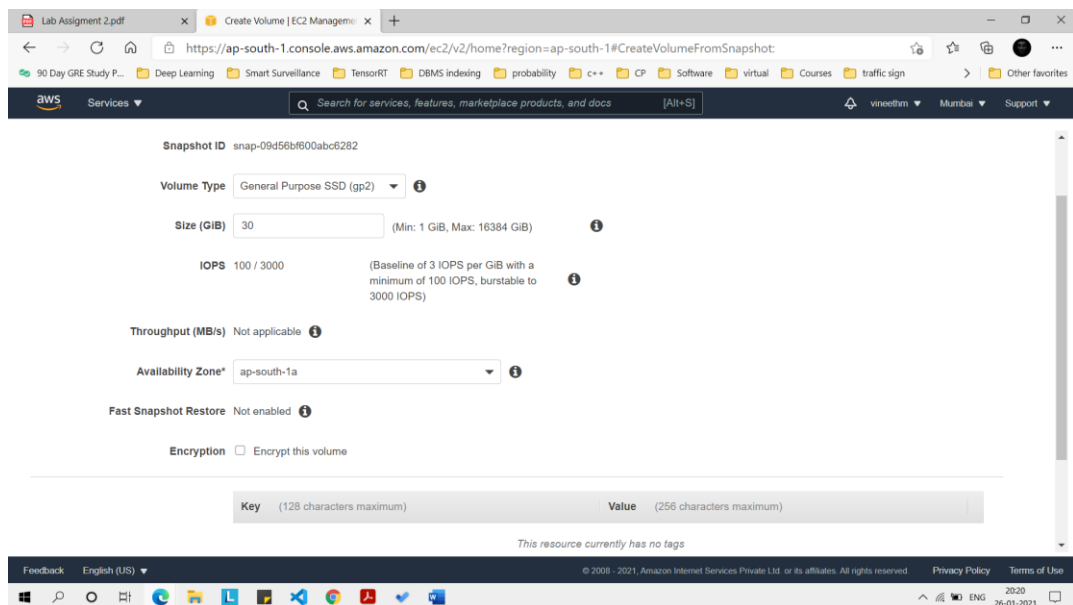 Lab Assigment 2.pdf
Create Volume | EC2 Manageme
https://ap-south-1.console.aws.amazon.com/ec2/v2/home?region=ap-south-1#CreateVolumeFromSnapshot:
90 Day GRE Study P... Deep Learning Smart Surveillance TensorRT DBMS indexing probability c++ CP Software virtual Courses traffic sign Other favorites
aws Services Search for services, features, marketplace products, and docs [Alt+S] vineethm Mumbai Support
Snapshot ID snap-09d56bf600abc6282
Volume Type General Purpose SSD (gp2)
Size (GiB) 30 (Min: 1 GiB, Max: 16384 GiB)
IOPS 100 / 3000 (Baseline of 3 IOPS per GiB with a
minimum of 100 IOPS, burstable to
3000 IOPS)
Throughput (MB/s) Not applicable
Availability Zone* ap-south-1a
Fast Snapshot Restore Not enabled
Encryption Encrypt this volume
Key (128 characters maximum) Value (256 characters maximum)
This resource currently has no tags
Feedback English (US) © 2008 - 2021, Amazon Internet Services Private Ltd. or its affiliates. All rights reserved. Privacy Policy Terms of Use
ENG 20:20
26-01-2021